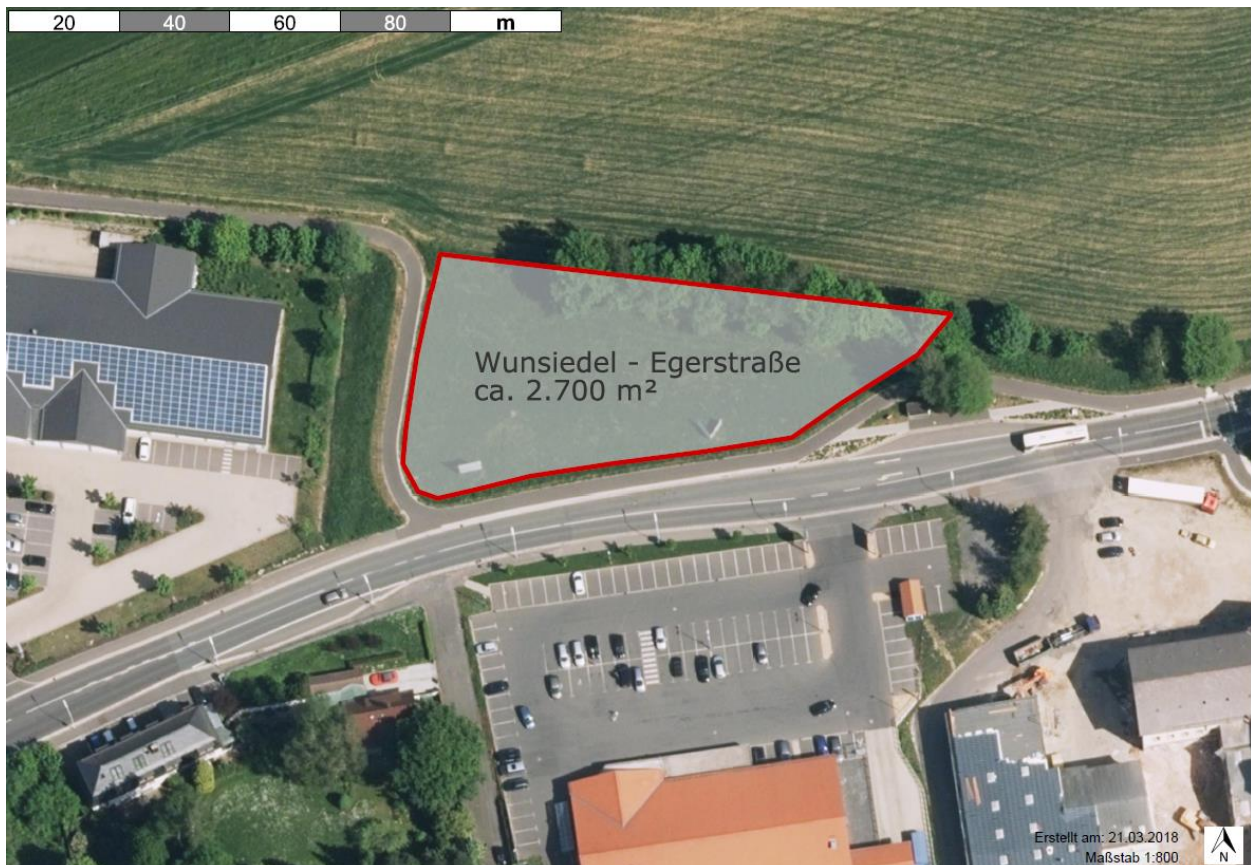 20 40 60 80 m
Wunsiedel - Egerstraße
ca. 2.700 m²
Erstellt am: 21.03.2018
Maßstab 1:800
N